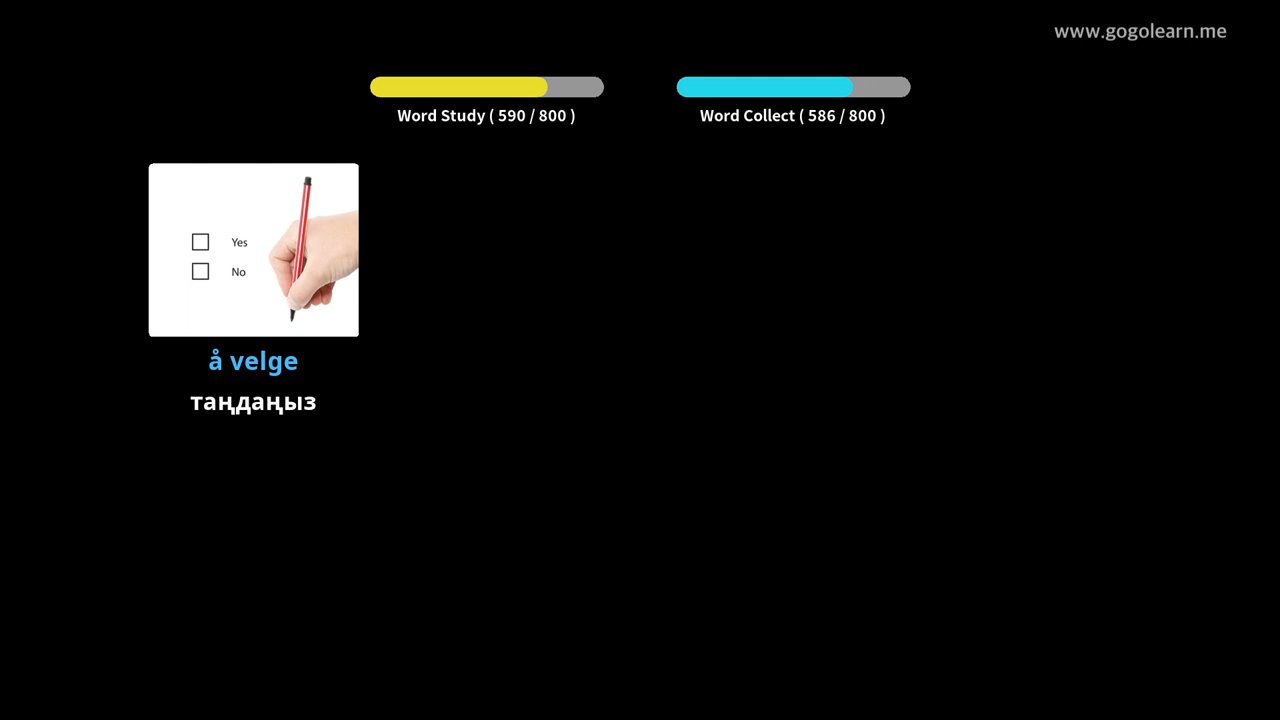 www.gogolearn.me
Word Study ( 590 / 800 )
Word Collect ( 586 / 800 )
Yes
No
å velge
таңдаңыз